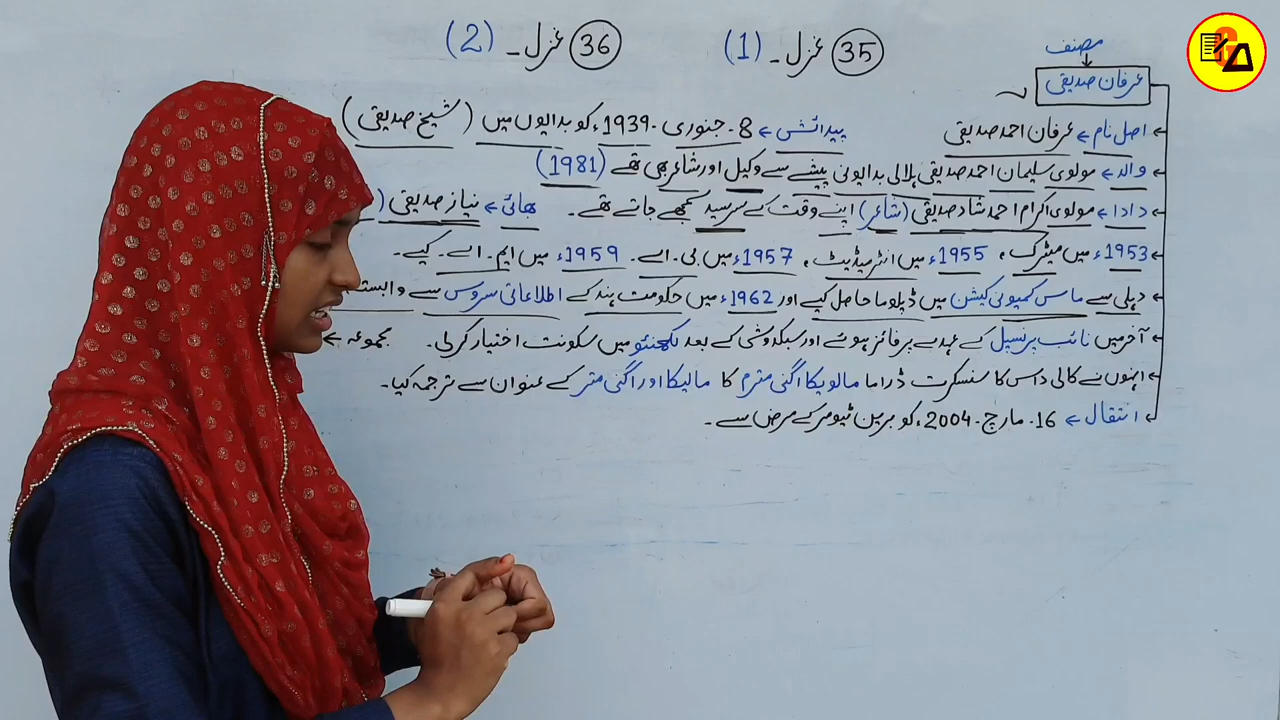 35 غزل۔ (1)
36 غزل۔ (2)
مصنف
عرفان صدیقی
اصل نام ← عرفان احمد صدیقی
پیدائش ← 8۔ جنوری ۔1939ء کو بدایوں میں (شیخ صدیقی)
والد ← مولوی سلیمان احمد صدیقی ہلالی بدایونی پیشے سے وکیل اور شاعر بھی تھے (1981)
دادا ← مولوی اکرام احمد شاد صدیقی (شاعر) اپنے وقت کے سرسید سمجھے جاتے تھے۔ بھائی ← نیاز صدیقی (
1953ء میں میٹرک، 1955ء میں انٹرمیڈیٹ، 1957ء میں بی۔اے۔ 1959ء میں ایم۔اے۔ کیے۔
دہلی سے ماس کمیونی کیشن میں ڈپلوما حاصل کیے اور 1962ء میں حکومت ہند کے اطلاعاتی سروس سے وابستہ
آخر میں نائب پرنسپل کے عہدے پر فائز ہوئے اور سبکدوشی کے بعد لکھنئو میں سکونت اختیار کرلی۔ مجموعہ ←
انہوں نے کالی داس کا سنسکرت ڈراما مالویکا اگنی مترم کا مالیکا اور اگنی متر کے عنوان سے ترجمہ کیا۔
انتقال ← 16۔ مارچ۔ 2004ء کو برین ٹیومر کے مرض سے۔